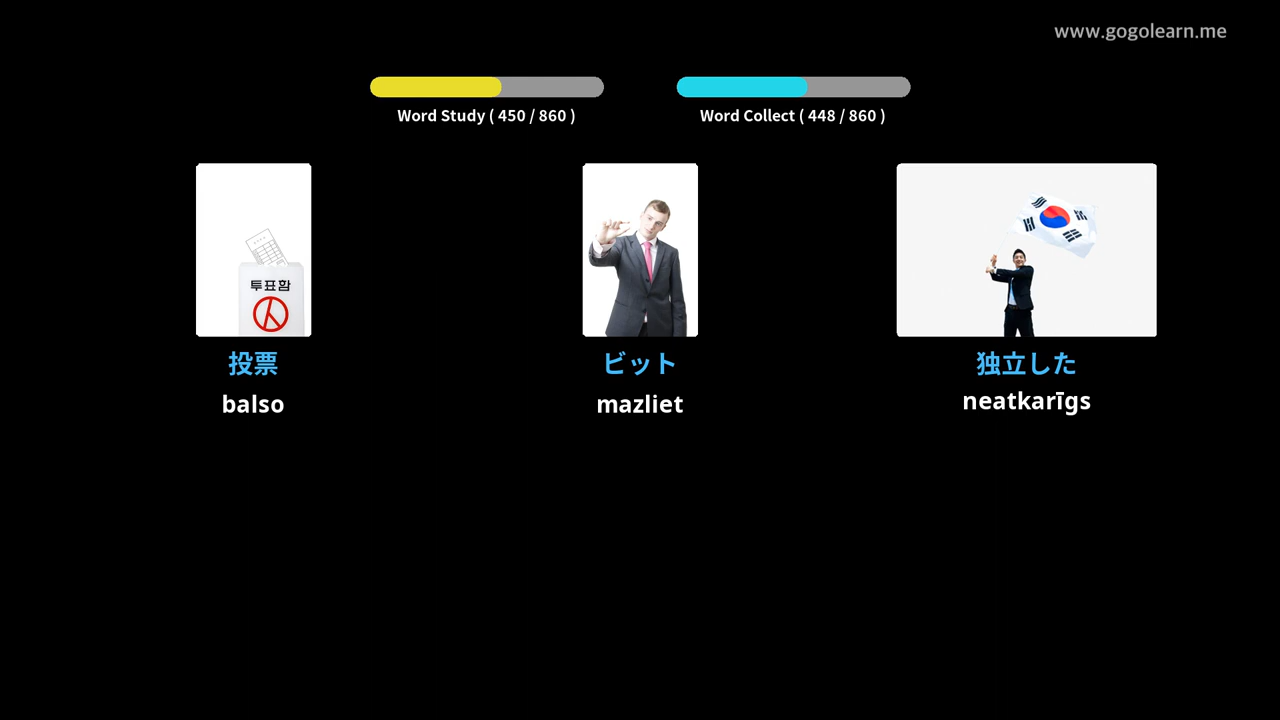 www.gogolearn.me
Word Study ( 450 / 860 )
Word Collect ( 448 / 860 )
투표함
投票
balso
ビット
mazliet
独立した
neatkarīgs